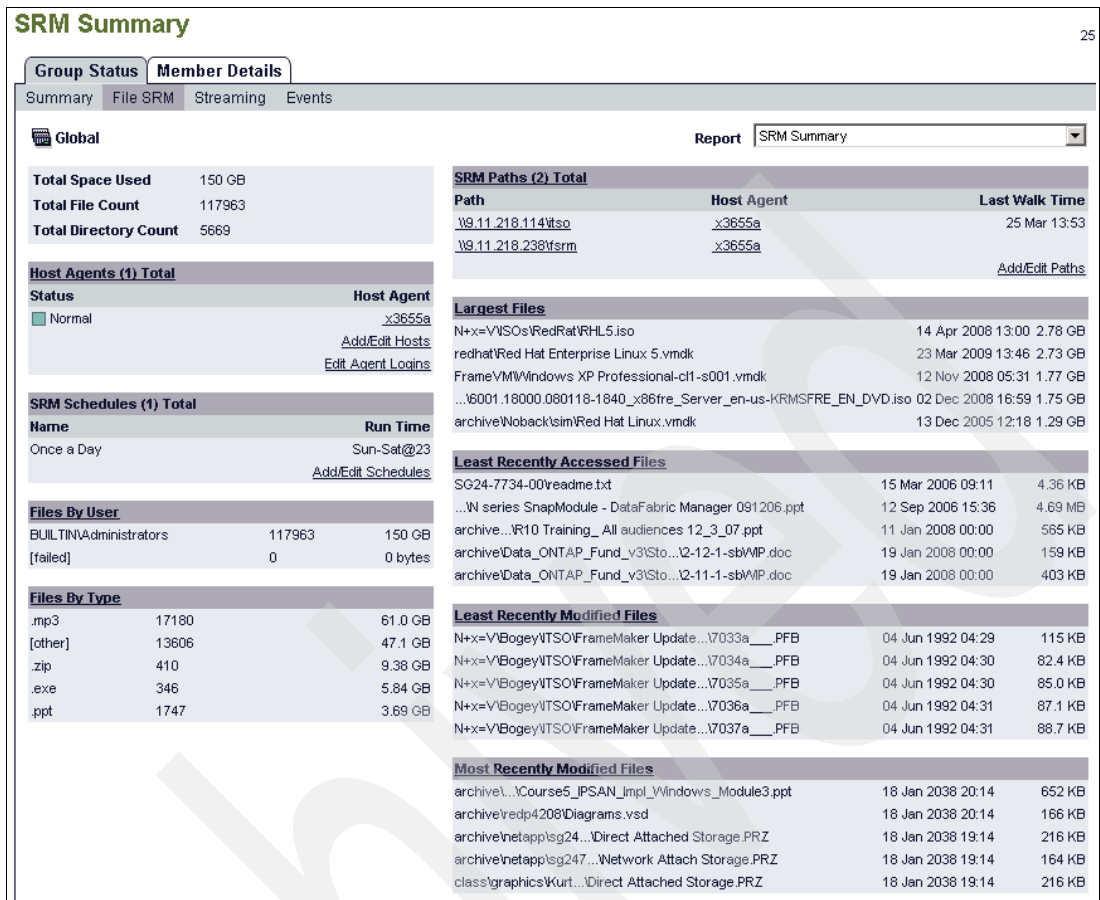 SRM Summary
25
Group Status Member Details
Summary File SRM Streaming Events
Global
Report SRM Summary
Total Space Used 150 GB
Total File Count 117963
Total Directory Count 5669
Host Agents (1) Total
Status Host Agent
Normal x3655a
Add/Edit Hosts
Edit Agent Logins
SRM Schedules (1) Total
Name Run Time
Once a Day Sun-Sat@23
Add/Edit Schedules
Files By User
BUILTIN\Administrators 117963 150 GB
[failed] 0 0 bytes
Files By Type
.mp3 17180 61.0 GB
[other] 13606 47.1 GB
.zip 410 9.38 GB
.exe 346 5.84 GB
.ppt 1747 3.69 GB
SRM Paths (2) Total
Path Host Agent Last Walk Time
\\9.11.218.114\itso x3655a 25 Mar 13:53
\\9.11.218.238\fsrm x3655a
Add/Edit Paths
Largest Files
N+x=V\ISOs\RedRat\RHL5.iso 14 Apr 2008 13:00 2.78 GB
redhat\Red Hat Enterprise Linux 5.vmdk 23 Mar 2009 13:46 2.73 GB
FrameVM\Windows XP Professional-cl1-s001.vmdk 12 Nov 2008 05:31 1.77 GB
...\6001.18000.080118-1840_x86fre_Server_en-us-KRMSFRE_EN_DVD.iso 02 Dec 2008 16:59 1.75 GB
archive\Noback\sim\Red Hat Linux.vmdk 13 Dec 2005 12:18 1.29 GB
Least Recently Accessed Files
SG24-7734-00\readme.txt 15 Mar 2006 09:11 4.36 KB
...\N series SnapModule - DataFabric Manager 091206.ppt 12 Sep 2006 15:36 4.69 MB
archive...\R10 Training_ All audiences 12_3_07.ppt 11 Jan 2008 00:00 565 KB
archive\Data_ONTAP_Fund_v3\Sto...\2-12-1-sb\WIP.doc 19 Jan 2008 00:00 159 KB
archive\Data_ONTAP_Fund_v3\Sto...\2-11-1-sb\WIP.doc 19 Jan 2008 00:00 403 KB
Least Recently Modified Files
N+x=V\Bogey\ITSO\FrameMaker Update...\7033a___.PFB 04 Jun 1992 04:29 115 KB
N+x=V\Bogey\ITSO\FrameMaker Update...\7034a___.PFB 04 Jun 1992 04:30 82.4 KB
N+x=V\Bogey\ITSO\FrameMaker Update...\7035a___.PFB 04 Jun 1992 04:30 85.0 KB
N+x=V\Bogey\ITSO\FrameMaker Update...\7036a___.PFB 04 Jun 1992 04:31 87.1 KB
N+x=V\Bogey\ITSO\FrameMaker Update...\7037a___.PFB 04 Jun 1992 04:31 88.7 KB
Most Recently Modified Files
archive\...\Course5_IPSAN_Impl_Windows_Module3.ppt 18 Jan 2038 20:14 652 KB
archive\redp4208\Diagrams.vsd 18 Jan 2038 20:14 166 KB
archive\netapp\sg24...\Direct Attached Storage.PRZ 18 Jan 2038 19:14 216 KB
archive\netapp\sg247...\Network Attach Storage.PRZ 18 Jan 2038 19:14 164 KB
class\graphics\Kurt...\Direct Attached Storage.PRZ 18 Jan 2038 19:14 216 KB